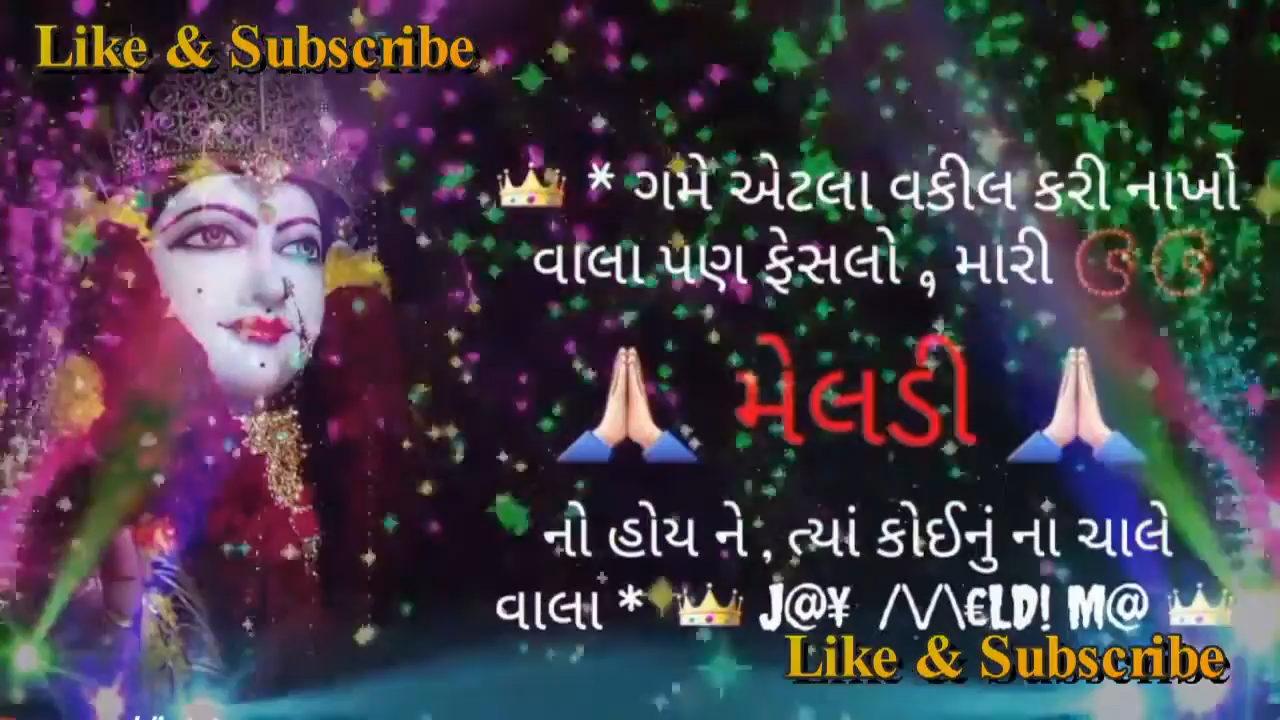 Like & Subscribe
👑 * ગમે એટલા વકીલ કરી નાખો
વાલા પણ ફેસલો , મારી
🙏 મેલડી 🙏
નો હોય ને , ત્યાં કોઈનું ના ચાલે
વાલા * 👑 J@¥ /\/\€LD! M@ 👑
Like & Subscribe